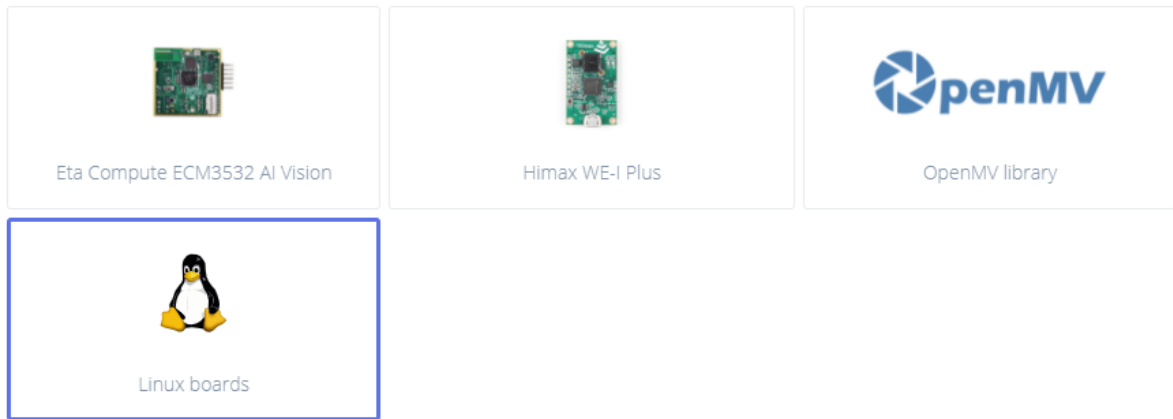 Eta Compute ECM3532 AI Vision
Himax WE-I Plus
OpenMV
OpenMV library
Linux boards